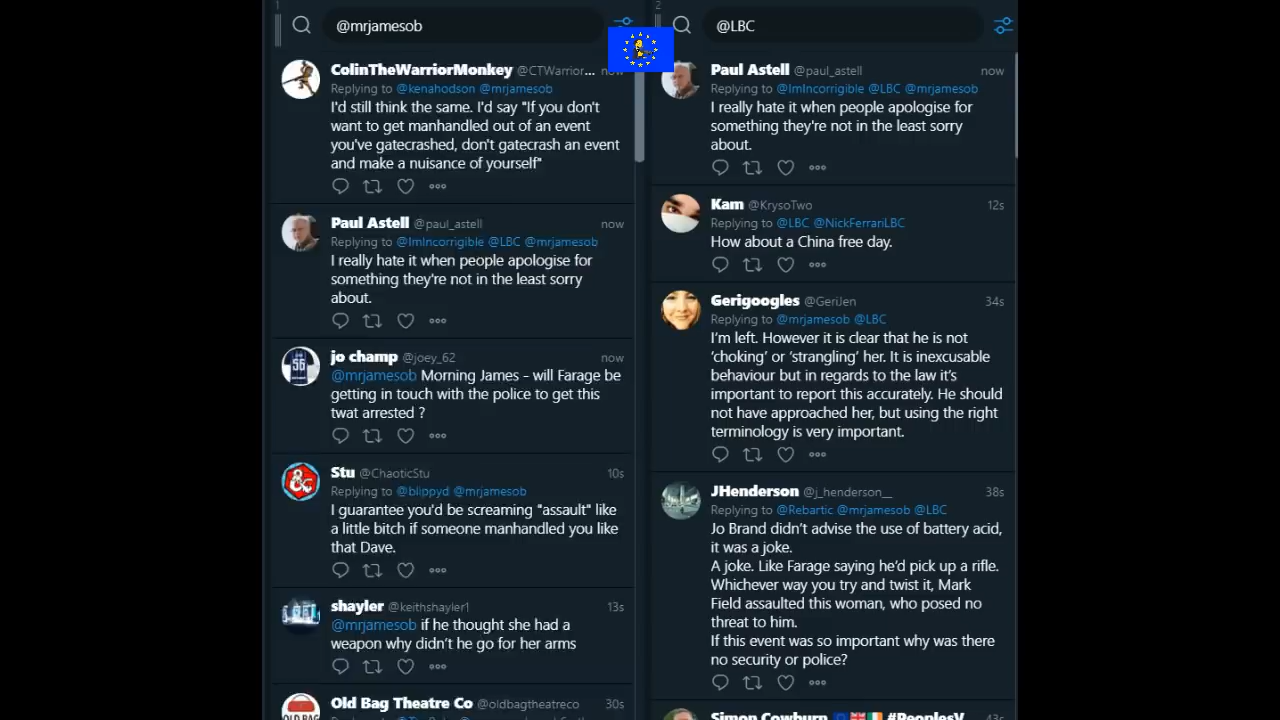 1
@mrjamesob
ColinTheWarriorMonkey @CTWarrior... now
Replying to @kenahodson @mrjamesob
I'd still think the same. I'd say "If you don't
want to get manhandled out of an event
you've gatecrashed, don't gatecrash an event
and make a nuisance of yourself"
Paul Astell @paul_astell now
Replying to @ImIncorrigible @LBC @mrjamesob
I really hate it when people apologise for
something they're not in the least sorry
about.
jo champ @joey_62 now
@mrjamesob Morning James - will Farage be
getting in touch with the police to get this
twat arrested ?
56
Stu @ChaoticStu 10s
Replying to @blippyd @mrjamesob
I guarantee you'd be screaming "assault" like
a little bitch if someone manhandled you like
that Dave.
shayler @keithshayler1 13s
@mrjamesob if he thought she had a
weapon why didn't he go for her arms
Old Bag Theatre Co @oldbagtheatreco 30s
OLD BAG
2
@LBC
Paul Astell @paul_astell now
Replying to @ImIncorrigible @LBC @mrjamesob
I really hate it when people apologise for
something they're not in the least sorry
about.
Kam @KrysoTwo 12s
Replying to @LBC @NickFerrariLBC
How about a China free day.
Gerigoogles @GeriJen 34s
Replying to @mrjamesob @LBC
I'm left. However it is clear that he is not
‘choking’ or ‘strangling’ her. It is inexcusable
behaviour but in regards to the law it's
important to report this accurately. He should
not have approached her, but using the right
terminology is very important.
JHenderson @j_henderson__ 38s
Replying to @Rebartic @mrjamesob @LBC
Jo Brand didn't advise the use of battery acid,
it was a joke.
A joke. Like Farage saying he'd pick up a rifle.
Whichever way you try and twist it, Mark
Field assaulted this woman, who posed no
threat to him.
If this event was so important why was there
no security or police?
Simon Cowburn #PeoplesV... 43s